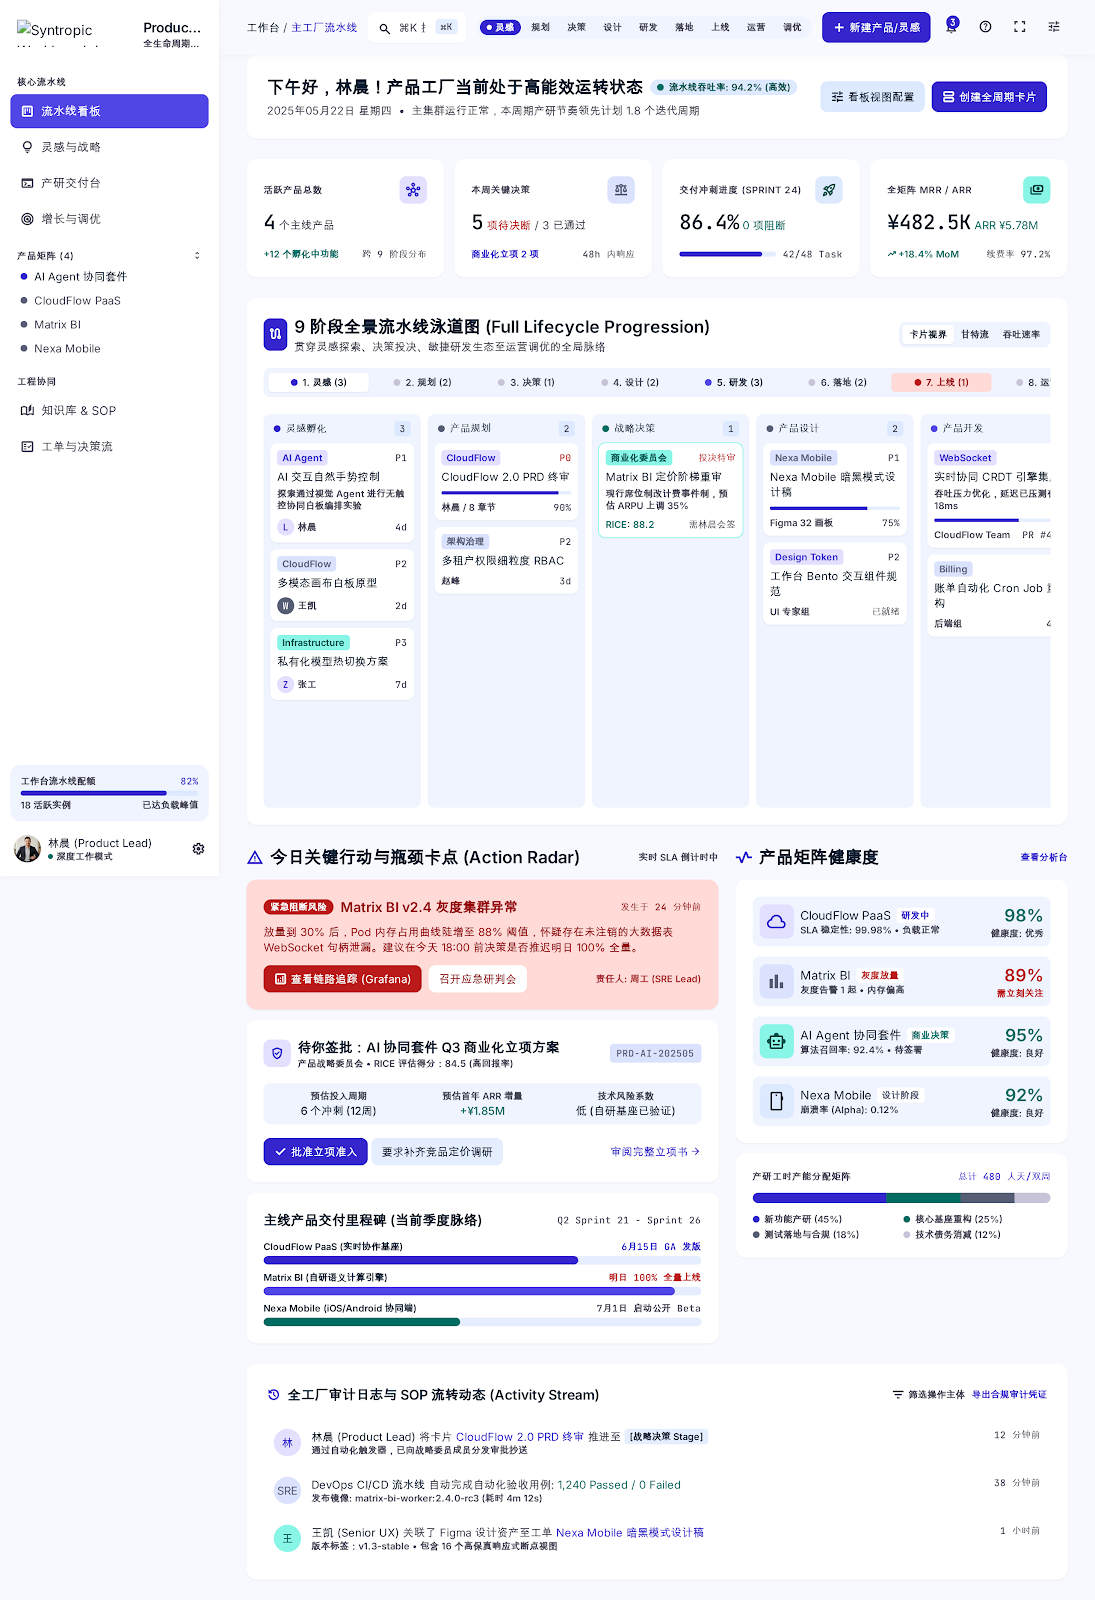 Syntropic
Produc...
全生命周期...
核心流水线
流水线看板
灵感与战略
产研交付台
增长与调优
产品矩阵 (4)
AI Agent 协同套件
CloudFlow PaaS
Matrix BI
Nexa Mobile
工程协同
知识库 & SOP
工单与决策流
工作台流水线配额 82%
18 活跃实例 已达负载峰值
林晨 (Product Lead)
深度工作模式
工作台 / 主工厂流水线
⌘K ⌘K
灵感 规划 决策 设计 研发 落地 上线 运营 调优
新建产品/灵感
3
下午好，林晨！产品工厂当前处于高能效运转状态
流水线吞吐率: 94.2% (高效)
2025年05月22日 星期四 • 主集群运行正常，本周期产研节奏领先计划 1.8 个迭代周期
看板视图配置
创建全周期卡片
活跃产品总数
4 个主线产品
+12 个孵化中功能 跨 9 阶段分布
本周关键决策
5 项待决断 / 3 已通过
商业化立项 2 项 48h 内响应
交付冲刺进度 (SPRINT 24)
86.4% 0 项阻断
42/48 Task
全矩阵 MRR / ARR
¥482.5K ARR ¥5.78M
+18.4% MoM 续费率 97.2%
9 阶段全景流水线泳道图 (Full Lifecycle Progression)
贯穿灵感探索、决策投决、敏捷研发生态至运营调优的全局脉络
卡片视界 甘特流 吞吐速率
1. 灵感 (3)
2. 规划 (2)
3. 决策 (1)
4. 设计 (2)
5. 研发 (3)
6. 落地 (2)
7. 上线 (1)
8. 运
灵感孵化 3
AI Agent P1
AI 交互自然手势控制
探索通过视觉 Agent 进行无触
控协同白板编排实验
L 林晨 4d
CloudFlow P2
多模态画布白板原型
W 王凯 2d
Infrastructure P3
私有化模型热切换方案
Z 张工 7d
产品规划 2
CloudFlow P0
CloudFlow 2.0 PRD 终审
林晨 / 8 章节 90%
架构治理 P2
多租户权限细粒度 RBAC
赵峰 3d
战略决策 1
商业化委员会 投决待审
Matrix BI 定价阶梯重审
现行席位制改计费事件制，预
估 ARPU 上调 35%
RICE: 88.2 需林晨会签
产品设计 2
Nexa Mobile P1
Nexa Mobile 暗黑模式设
计稿
Figma 32 画板 75%
Design Token P2
工作台 Bento 交互组件规
范
UI 专家组 已就绪
产品开发
WebSocket
实时协同 CRDT 引擎集
吞吐压力优化，延迟已压测
18ms
CloudFlow Team PR #4
Billing
账单自动化 Cron Job
构
后端组 4
今日关键行动与瓶颈卡点 (Action Radar)
实时 SLA 倒计时中
紧急阻断风险 Matrix BI v2.4 灰度集群异常 发生于 24 分钟前
放量到 30% 后，Pod 内存占用曲线陡增至 88% 阈值，怀疑存在未注销的大数据表
WebSocket 句柄泄漏。建议在今天 18:00 前决策是否推迟明日 100% 全量。
查看链路追踪 (Grafana)
召开应急研判会
责任人: 周工 (SRE Lead)
待你签批：AI 协同套件 Q3 商业化立项方案
产品战略委员会 • RICE 评估得分：84.5 (高回报率)
PRD-AI-202505
预估投入周期
6 个冲刺 (12周)
预估首年 ARR 增量
+¥1.85M
技术风险系数
低 (自研基座已验证)
批准立项准入
要求补齐竞品定价调研
审阅完整立项书
主线产品交付里程碑 (当前季度脉络) Q2 Sprint 21 - Sprint 26
CloudFlow PaaS (实时协作基座) 6月15日 GA 发版
Matrix BI (自研语义计算引擎) 明日 100% 全量上线
Nexa Mobile (iOS/Android 协同端) 7月1日 启动公开 Beta
产品矩阵健康度
查看分析台
CloudFlow PaaS 研发中
SLA 稳定性: 99.98% • 负载正常
98%
健康度: 优秀
Matrix BI 灰度放量
灰度告警 1 起 • 内存偏高
89%
需立刻关注
AI Agent 协同套件 商业决策
算法召回率: 92.4% • 待签署
95%
健康度: 良好
Nexa Mobile 设计阶段
崩溃率 (Alpha): 0.12%
92%
健康度: 良好
产研工时产能分配矩阵 总计 480 人天/双周
新功能产研 (45%)
核心基座重构 (25%)
测试落地与合规 (18%)
技术债务消减 (12%)
全工厂审计日志与 SOP 流转动态 (Activity Stream)
筛选操作主体 导出合规审计凭证
林
林晨 (Product Lead) 将卡片 CloudFlow 2.0 PRD 终审 推进至 [战略决策 Stage]
通过自动化触发器，已向战略委员成员分发审批抄送
12 分钟前
SRE
DevOps CI/CD 流水线 自动完成自动化验收用例: 1,240 Passed / 0 Failed
发布镜像: matrix-bi-worker:2.4.0-rc3 (耗时 4m 12s)
38 分钟前
王
王凯 (Senior UX) 关联了 Figma 设计资产至工单 Nexa Mobile 暗黑模式设计稿
版本标签：v1.3-stable • 包含 16 个高保真响应式断点视图
1 小时前